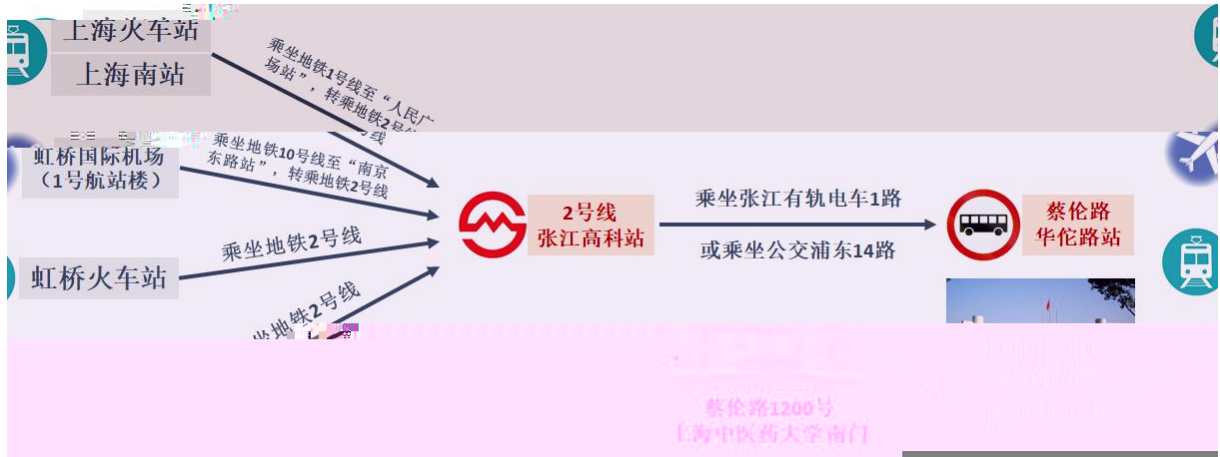 上海火车站
上海南站
乘坐地铁1号线至“人民广
场站”，转乘地铁2号线
虹桥国际机场
（1号航站楼）
乘坐地铁10号线至“南京
东路站”，转乘地铁2号线
虹桥火车站
乘坐地铁2号线
坐地铁2号线
2号线
张江高科站
乘坐张江有轨电车1路
或乘坐公交浦东14路
蔡伦路
华佗路站
蔡伦路1200号
上海中医药大学南门